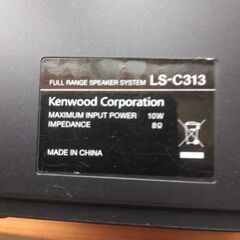 FULL RANGE SPEAKER SYSTEM LS-C313
Kenwood Corporation
MAXIMUM INPUT POWER 10W
IMPEDANCE 8Ω
MADE IN CHINA